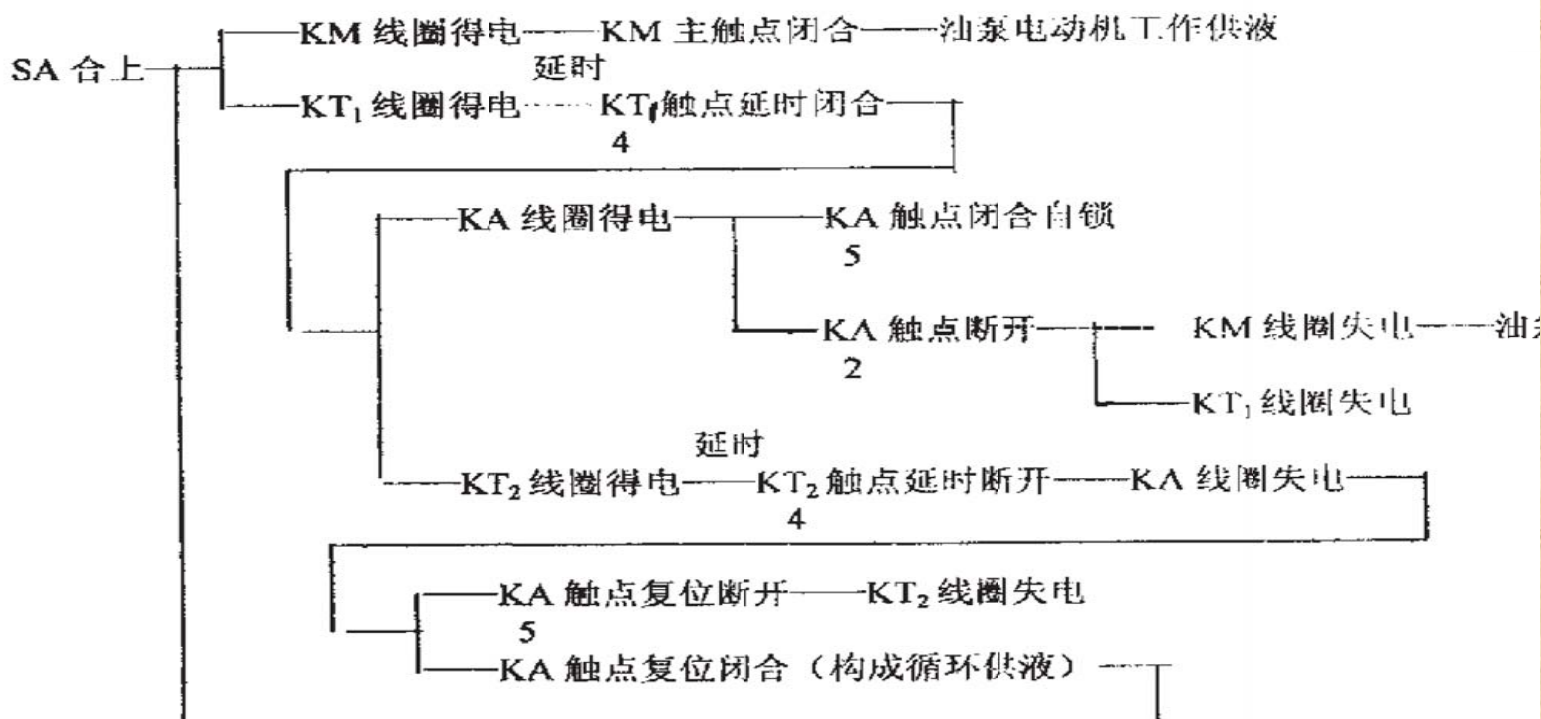 KM 线圈得电 KM 主触点闭合 油泵电动机工作供液
SA 合上 延时
KT₁ 线圈得电 KT₁触点延时闭合
4
KA 线圈得电 KA 触点闭合自锁
5
KA 触点断开 KM 线圈失电 油
2
KT₁ 线圈失电
延时
KT₂ 线圈得电 KT₂ 触点延时断开 KA 线圈失电
4
KA 触点复位断开 KT₂ 线圈失电
5
KA 触点复位闭合（构成循环供液）